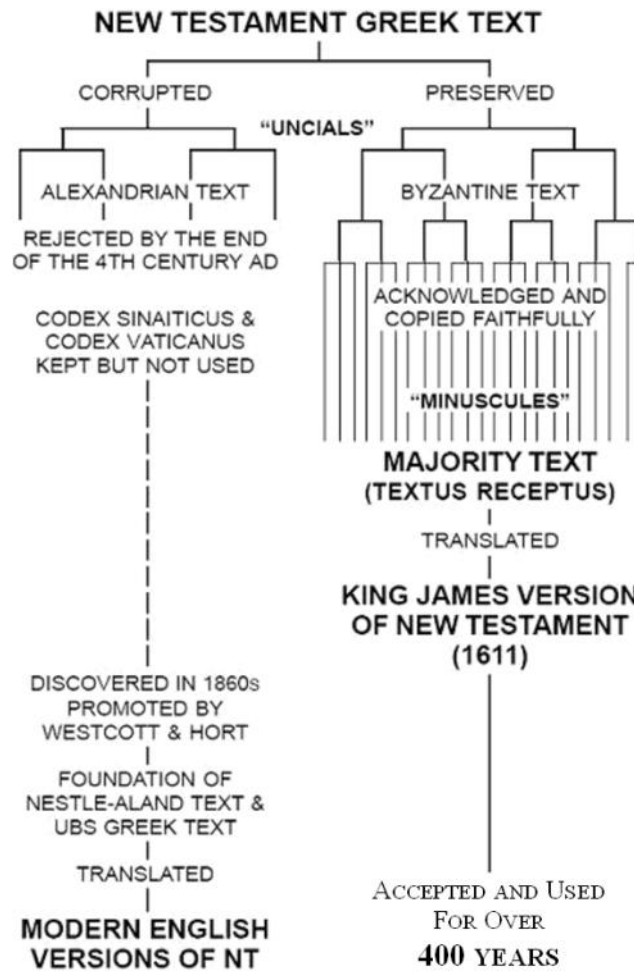 NEW TESTAMENT GREEK TEXT
CORRUPTED
PRESERVED
“UNCIALS”
ALEXANDRIAN TEXT
BYZANTINE TEXT
REJECTED BY THE END
OF THE 4TH CENTURY AD
ACKNOWLEDGED AND
COPIED FAITHFULLY
CODEX SINAITICUS &
CODEX VATICANUS
KEPT BUT NOT USED
“MINUSCULES”
MAJORITY TEXT
(TEXTUS RECEPTUS)
TRANSLATED
KING JAMES VERSION
OF NEW TESTAMENT
(1611)
DISCOVERED IN 1860s
PROMOTED BY
WESTCOTT & HORT
FOUNDATION OF
NESTLE-ALAND TEXT &
UBS GREEK TEXT
TRANSLATED
MODERN ENGLISH
VERSIONS OF NT
ACCEPTED AND USED
FOR OVER
400 YEARS